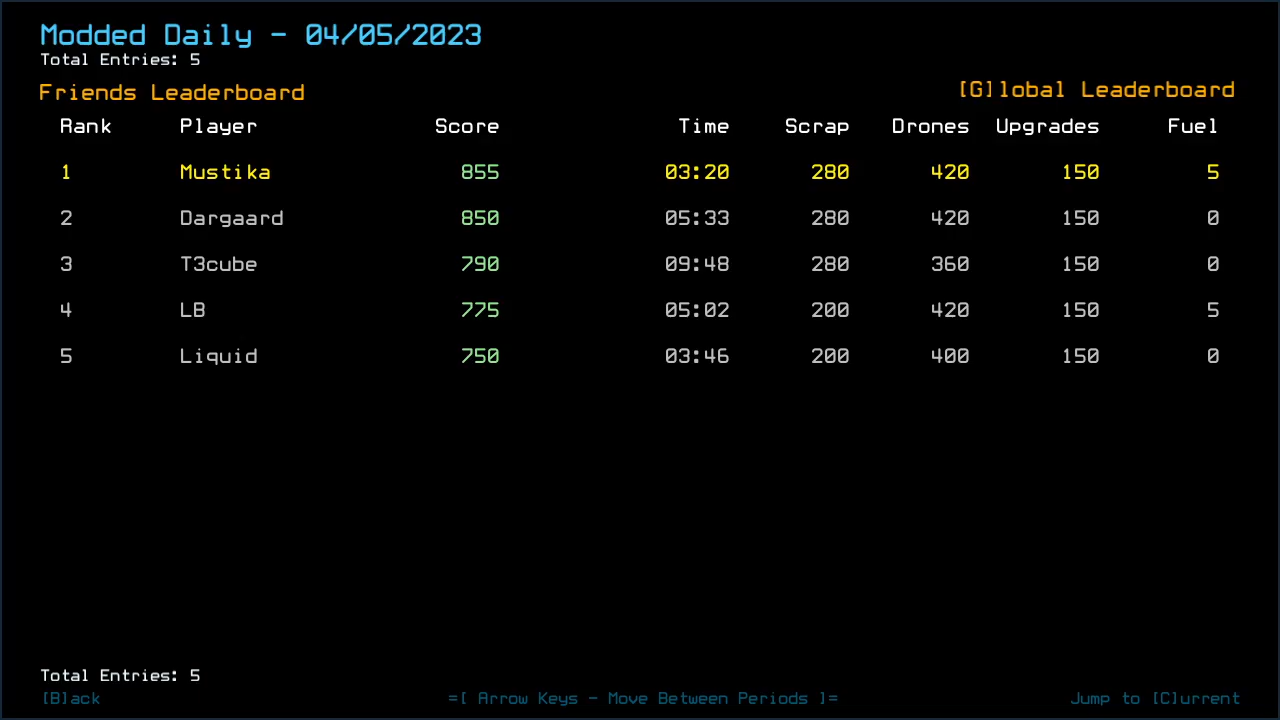 Modded Daily - 04/05/2023
Total Entries: 5
Friends Leaderboard [G]lobal Leaderboard
Rank Player Score Time Scrap Drones Upgrades Fuel
1 Mustika 855 03:20 280 420 150 5
2 Dargaard 850 05:33 280 420 150 0
3 T3cube 790 09:48 280 360 150 0
4 LB 775 05:02 200 420 150 5
5 Liquid 750 03:46 200 400 150 0
Total Entries: 5
[B]ack =[ Arrow Keys - Move Between Periods ]= Jump to [C]urrent